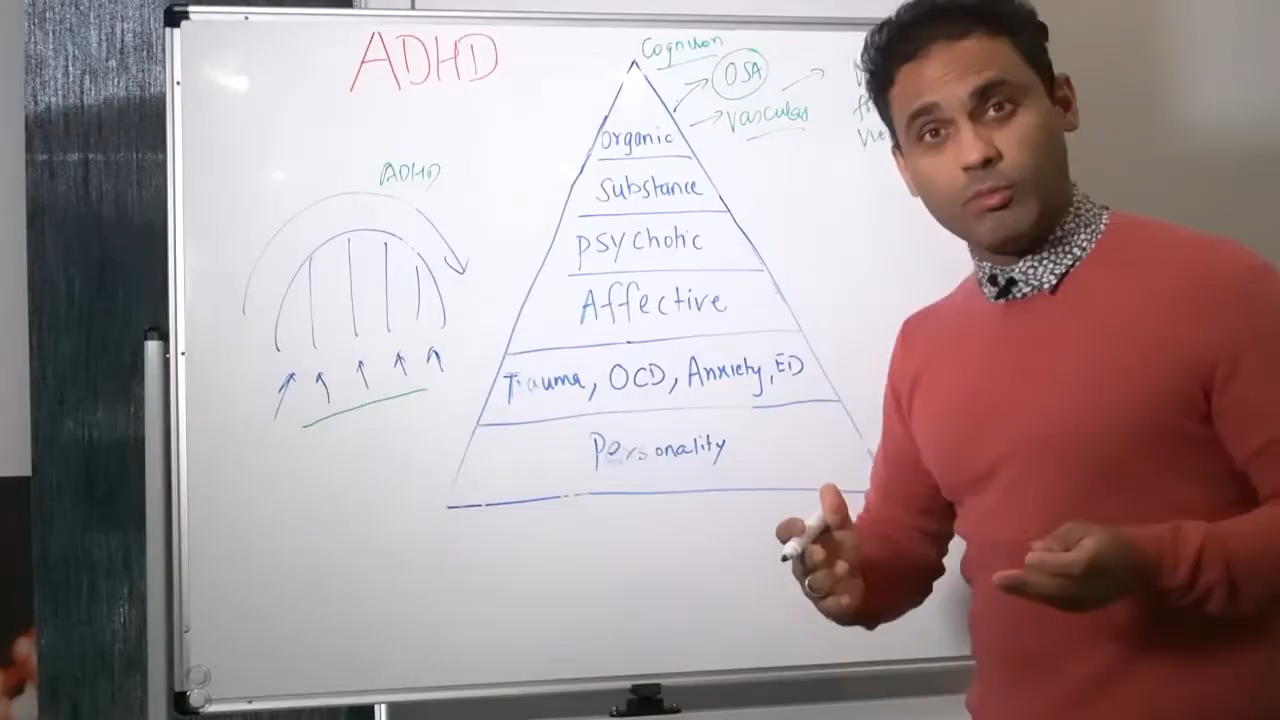 ADHD
Cognition
OSA
Vascular
Organic
Substance
ADHD
Psychotic
Affective
Trauma, OCD, Anxiety, ED
Personality